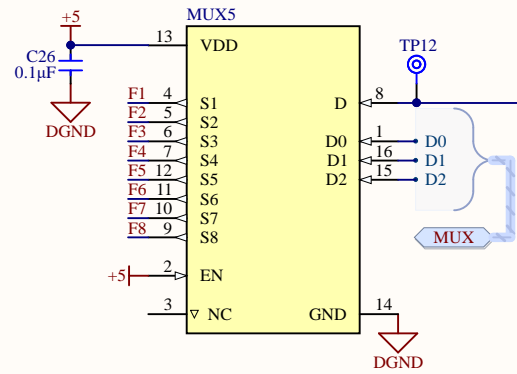 MUX5
+5
13 VDD
C26
0.1µF
DGND
TP12
F1 4 S1
F2 5 S2
F3 6 S3
F4 7 S4
F5 12 S5
F6 11 S6
F7 10 S7
F8 9 S8
D 8
D0 1 D0
D1 16 D1
D2 15 D2
MUX
+5 2 EN
3 NC
GND 14
DGND